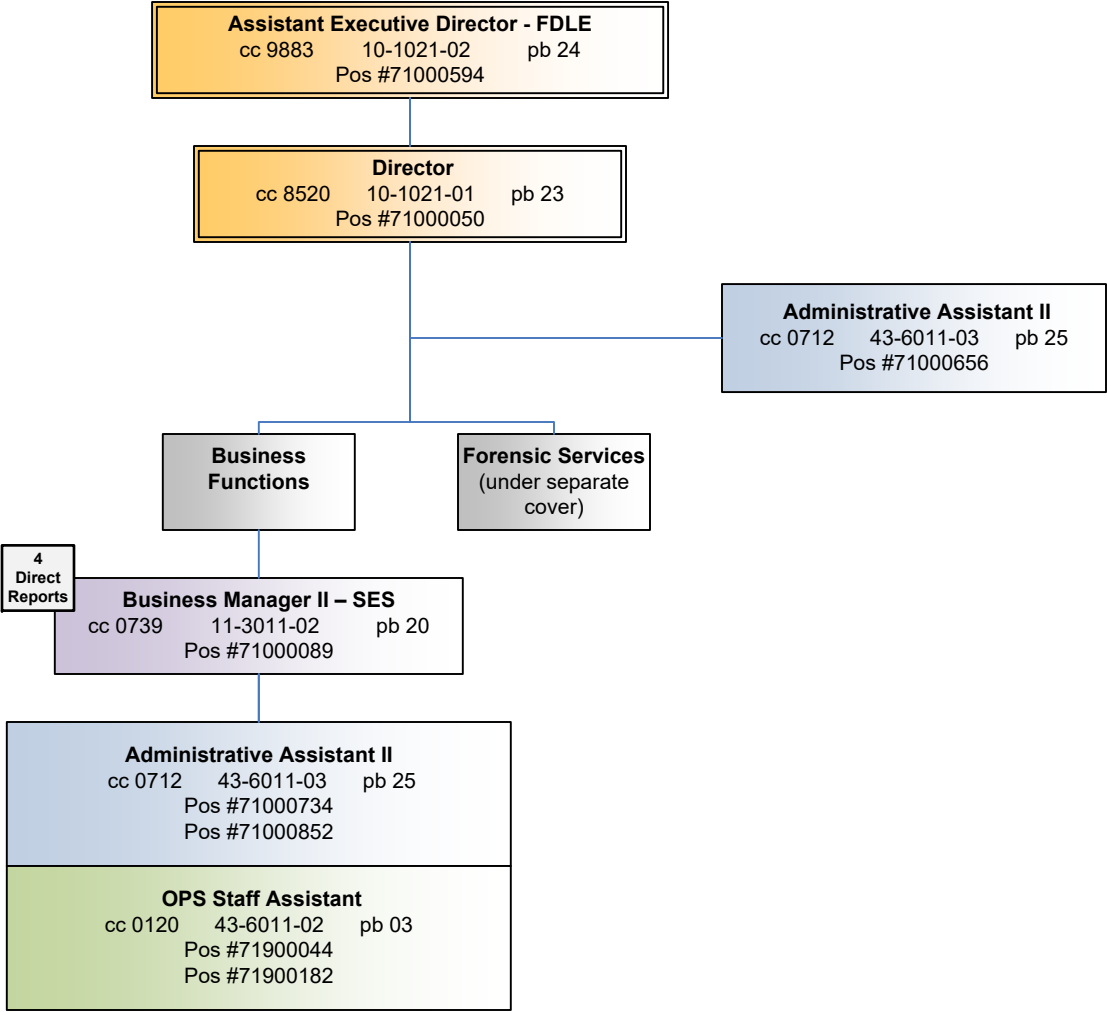 Assistant Executive Director - FDLE
cc 9883 10-1021-02 pb 24
Pos #71000594
Director
cc 8520 10-1021-01 pb 23
Pos #71000050
Administrative Assistant II
cc 0712 43-6011-03 pb 25
Pos #71000656
Business
Functions
Forensic Services
(under separate
cover)
4
Direct
Reports
Business Manager II – SES
cc 0739 11-3011-02 pb 20
Pos #71000089
Administrative Assistant II
cc 0712 43-6011-03 pb 25
Pos #71000734
Pos #71000852
OPS Staff Assistant
cc 0120 43-6011-02 pb 03
Pos #71900044
Pos #71900182